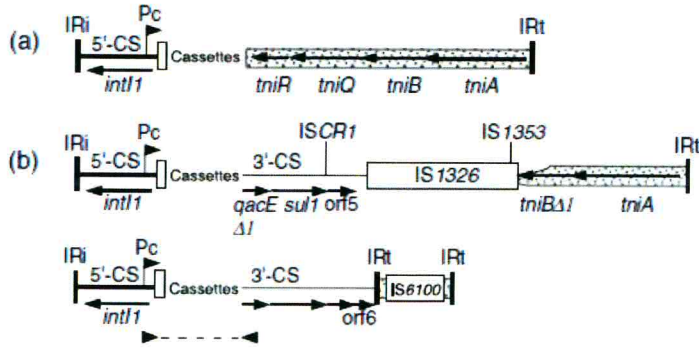 Pc
IRi IRt
(a) 5'-CS Cassettes
intI1 tniR tniQ tniB tniA
ISCR1 IS1353
Pc
IRi IRt
(b) 5'-CS Cassettes 3'-CS IS1326
intI1 qacE sul1 orf5 tniBΔ1 tniA
Δ1
Pc
IRi IRt IRt
5'-CS Cassettes 3'-CS IS6100
intI1 orf6